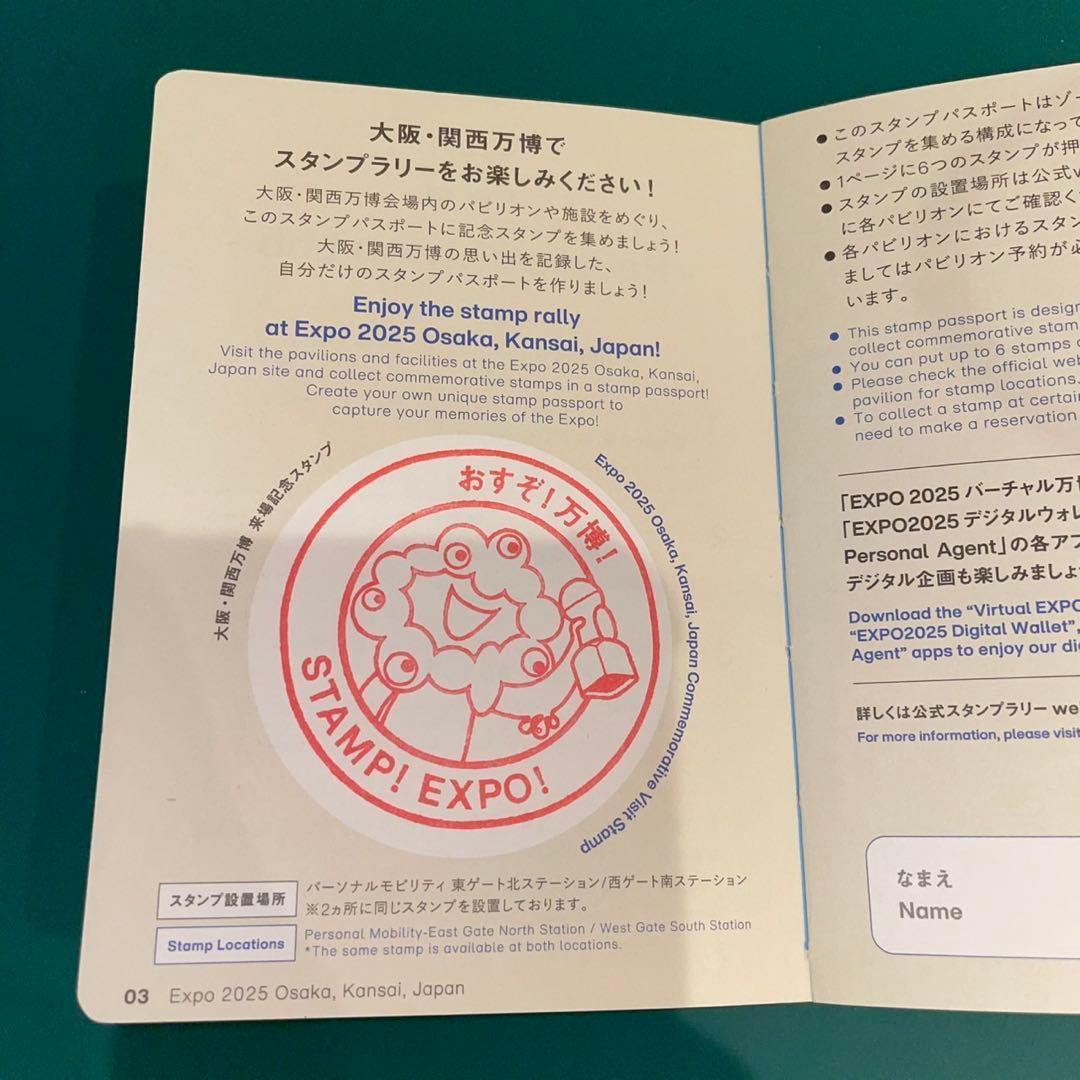 大阪・関西万博で
スタンプラリーをお楽しみください!
大阪・関西万博会場内のパビリオンや施設をめぐり、
このスタンプパスポートに記念スタンプを集めましょう!
大阪・関西万博の思い出を記録した、
自分だけのスタンプパスポートを作りましょう!
Enjoy the stamp rally
at Expo 2025 Osaka, Kansai, Japan!
Visit the pavilions and facilities at the Expo 2025 Osaka, Kansai,
Japan site and collect commemorative stamps in a stamp passport!
Create your own unique stamp passport to
capture your memories of the Expo!
大阪・関西万博 来場記念スタンプ
Expo 2025 Osaka, Kansai, Japan Commemorative Visit Stamp
おすぞ!万博!
STAMP! EXPO!
スタンプ設置場所
パーソナルモビリティ 東ゲート北ステーション/西ゲート南ステーション
※2ヵ所に同じスタンプを設置しております。
Stamp Locations
Personal Mobility-East Gate North Station / West Gate South Station
*The same stamp is available at both locations.
03 Expo 2025 Osaka, Kansai, Japan
● このスタンプパスポートはゾー
スタンプを集める構成になって
● 1ページに6つのスタンプが押
● スタンプの設置場所は公式w
に各パビリオンにてご確認く
● 各パビリオンにおけるスタン
ましてはパビリオン予約が必
います。
● This stamp passport is design
collect commemorative stam
● You can put up to 6 stamps o
● Please check the official web
pavilion for stamp locations.
● To collect a stamp at certain
need to make a reservation
「EXPO 2025 バーチャル万博
「EXPO2025 デジタルウォレ
Personal Agent」の各アプ
デジタル企画も楽しみましょ
Download the "Virtual EXPO
"EXPO2025 Digital Wallet",
Agent" apps to enjoy our di
詳しくは公式スタンプラリー we
For more information, please visit
なまえ
Name